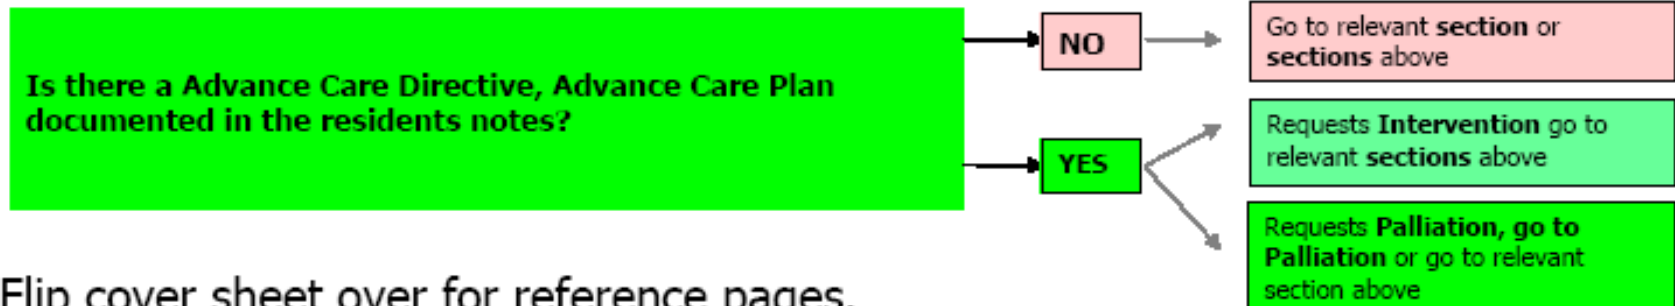 Is there a Advance Care Directive, Advance Care Plan
documented in the residents notes?
NO
Go to relevant section or
sections above
YES
Requests Intervention go to
relevant sections above
Requests Palliation, go to
Palliation or go to relevant
section above
Flip cover sheet over for reference pages.